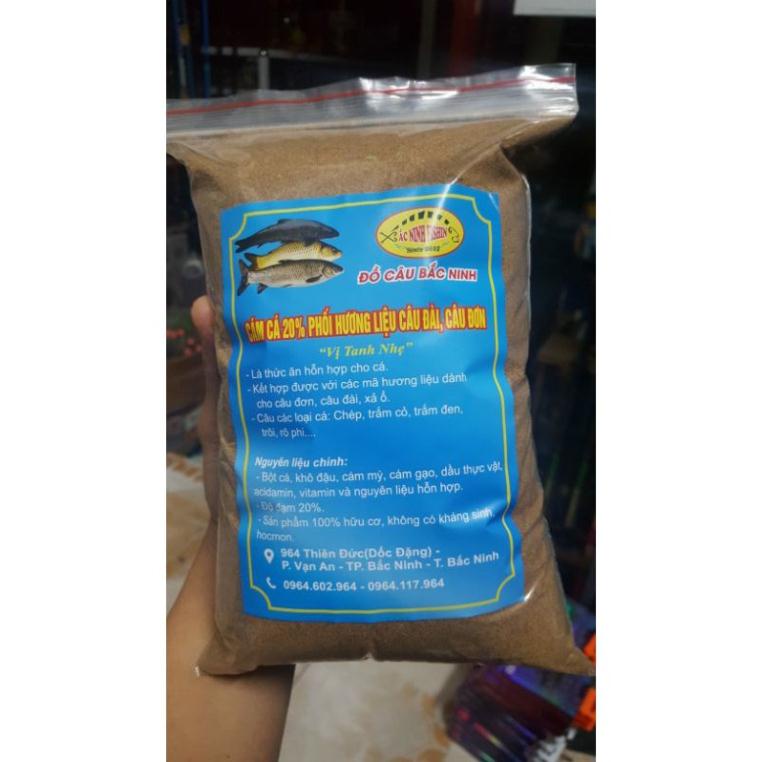 BẮC NINH FISHING
Since 2022
ĐỒ CÂU BẮC NINH
CÁM CÁ 20% PHỐI HƯƠNG LIỆU CÂU ĐÀI, CÂU ĐƠN
"Vị Tanh Nhẹ"
- Là thức ăn hỗn hợp cho cá.
- Kết hợp được với các mã hương liệu dành
cho câu đơn, câu đài, xả ổ.
- Câu các loại cá: Chép, trắm cỏ, trắm đen,
trôi, rô phi....
Nguyên liệu chính:
- Bột cá, khô đậu, cám mỳ, cám gạo, dầu thực vật,
acidamin, vitamin và nguyên liệu hỗn hợp.
- Độ đạm 20%.
- Sản phẩm 100% hữu cơ, không có kháng sinh,
hocmon.
964 Thiên Đức(Dốc Đặng) -
P. Vạn An - TP. Bắc Ninh - T. Bắc Ninh
0964.602.964 - 0964.117.964